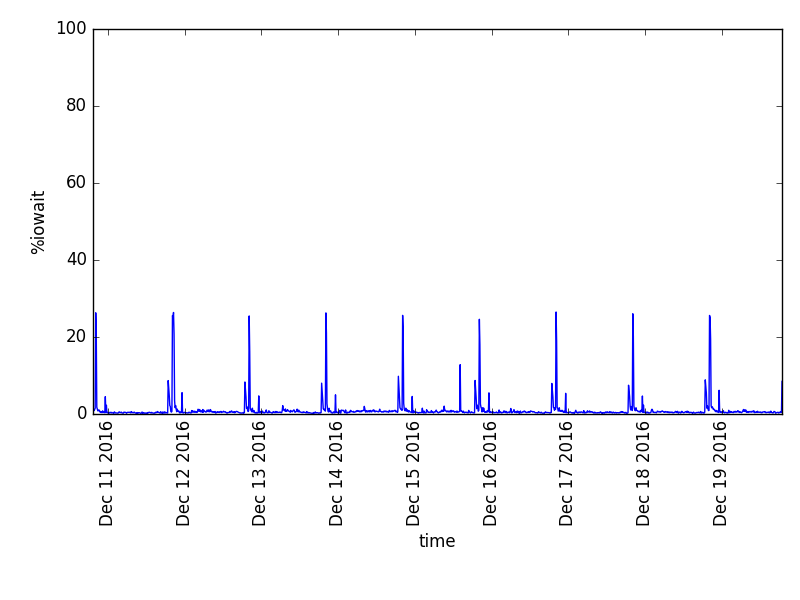 100
80
60
40
20
0
%iowait
Dec 11 2016
Dec 12 2016
Dec 13 2016
Dec 14 2016
Dec 15 2016
Dec 16 2016
Dec 17 2016
Dec 18 2016
Dec 19 2016
time